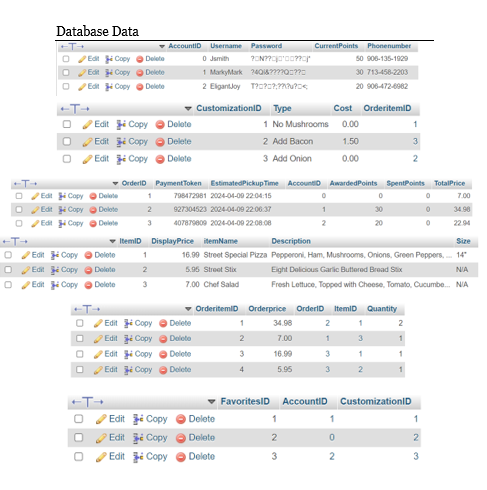 Database Data
←T→ AccountID Username Password CurrentPoints Phonenumber
Edit Copy Delete 0 Jsmith 50 906-135-1929
Edit Copy Delete 1 MarkyMark 30 713-458-2203
Edit Copy Delete 2 EligantJoy 20 906-472-6982
←T→ CustomizationID Type Cost OrderitemID
Edit Copy Delete 1 No Mushrooms 0.00 1
Edit Copy Delete 2 Add Bacon 1.50 3
Edit Copy Delete 3 Add Onion 0.00 2
←T→ OrderID PaymentToken EstimatedPickupTime AccountID AwardedPoints SpentPoints TotalPrice
Edit Copy Delete 1 798472981 2024-04-09 22:04:15 0 0 0 7.00
Edit Copy Delete 2 927304523 2024-04-09 22:06:37 1 30 0 34.98
Edit Copy Delete 3 407879809 2024-04-09 22:08:08 2 20 0 22.94
←T→ ItemID DisplayPrice itemName Description Size
Edit Copy Delete 1 16.99 Street Special Pizza Pepperoni, Ham, Mushrooms, Onions, Green Peppers, ... 14"
Edit Copy Delete 2 5.95 Street Stix Eight Delicious Garlic Buttered Bread Stix N/A
Edit Copy Delete 3 7.00 Chef Salad Fresh Lettuce, Topped with Cheese, Tomato, Cucumbe... N/A
←T→ OrderitemID Orderprice OrderID ItemID Quantity
Edit Copy Delete 1 34.98 2 1 2
Edit Copy Delete 2 7.00 1 3 1
Edit Copy Delete 3 16.99 3 1 1
Edit Copy Delete 4 5.95 3 2 1
←T→ FavoritesID AccountID CustomizationID
Edit Copy Delete 1 1 1
Edit Copy Delete 2 0 2
Edit Copy Delete 3 2 3